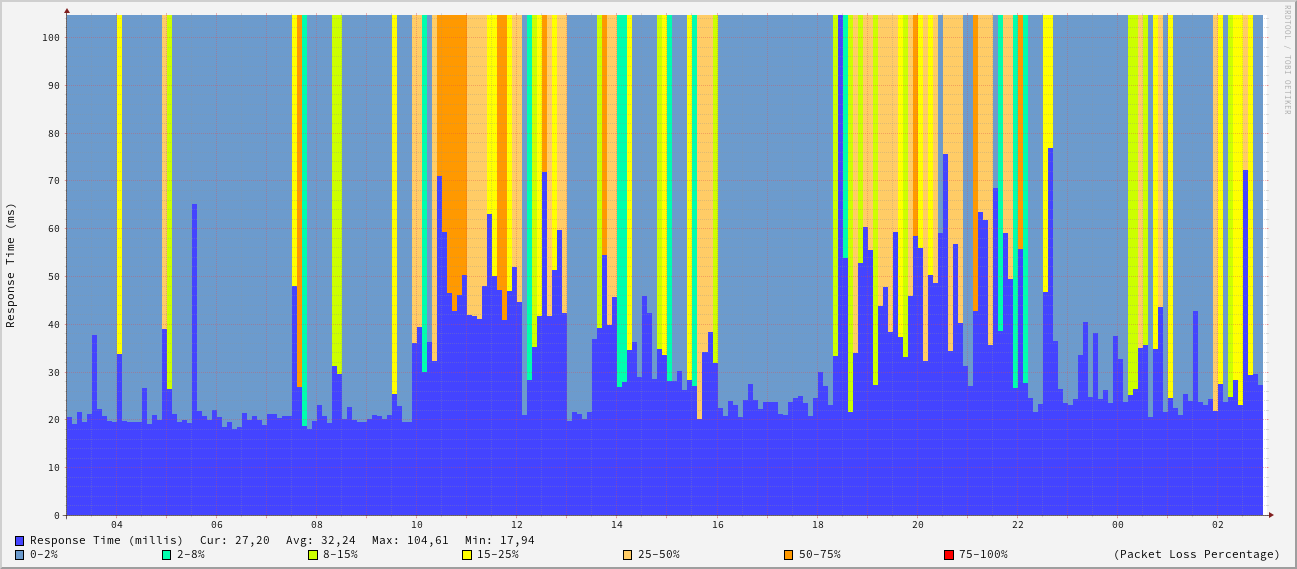 RRDTOOL / TOBI OETIKER
Response Time (ms)
100
90
80
70
60
50
40
30
20
10
0
04 06 08 10 12 14 16 18 20 22 00 02
Response Time (millis) Cur: 27,20 Avg: 32,24 Max: 104,61 Min: 17,94
0-2% 2-8% 8-15% 15-25% 25-50% 50-75% 75-100% (Packet Loss Percentage)